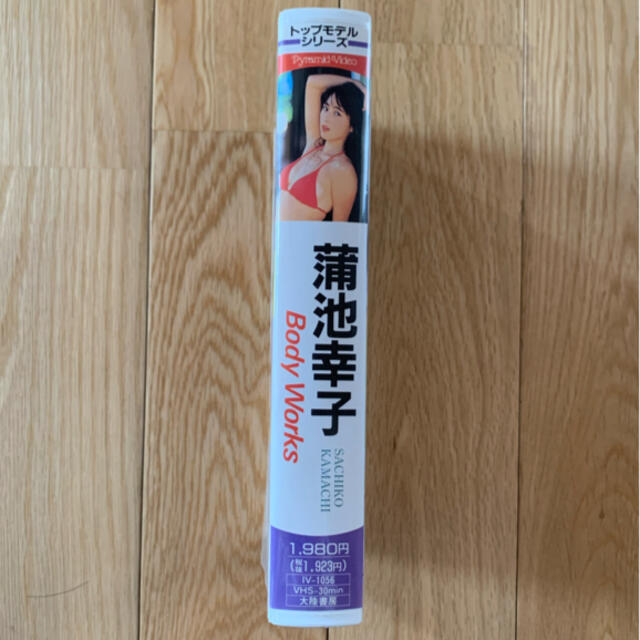 トップモデル
シリーズ
Pyramid Video
蒲池幸子
Body Works
SACHIKO
KAMACHI
1.980円
(税抜1.923円)
IV-1056
VHS-30min
大陸書房